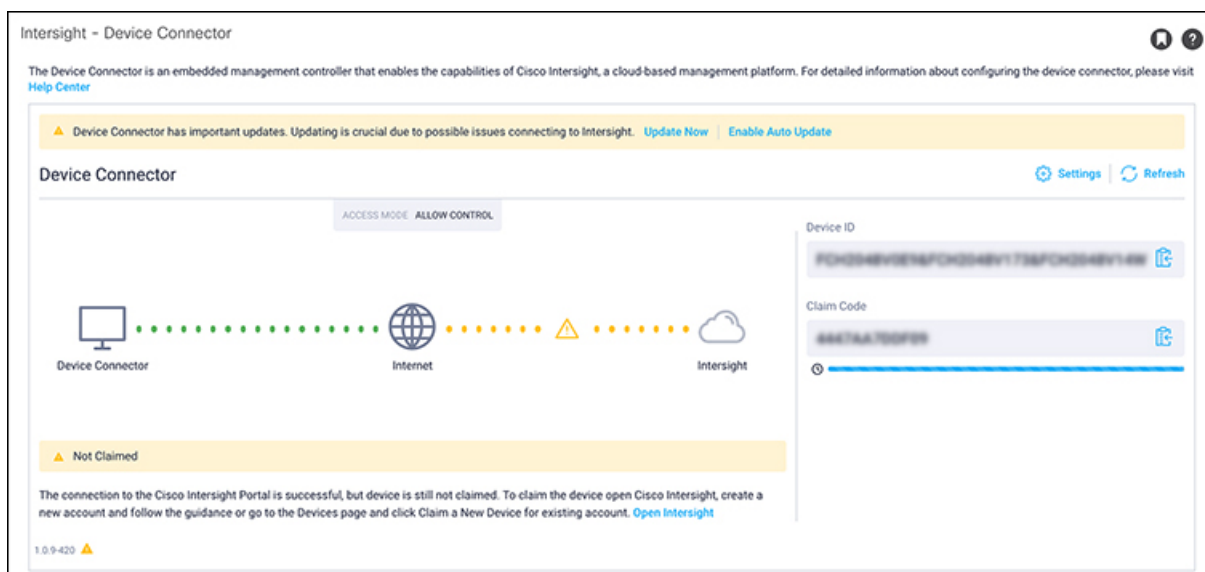 Intersight - Device Connector
The Device Connector is an embedded management controller that enables the capabilities of Cisco Intersight, a cloud-based management platform. For detailed information about configuring the device connector, please visit
Help Center
Device Connector has important updates. Updating is crucial due to possible issues connecting to Intersight. Update Now | Enable Auto Update
Device Connector
Settings | Refresh
ACCESS MODE ALLOW CONTROL
Device ID
Claim Code
Device Connector
Internet
Intersight
Not Claimed
The connection to the Cisco Intersight Portal is successful, but device is still not claimed. To claim the device open Cisco Intersight, create a
new account and follow the guidance or go to the Devices page and click Claim a New Device for existing account. Open Intersight
1.0.9-420